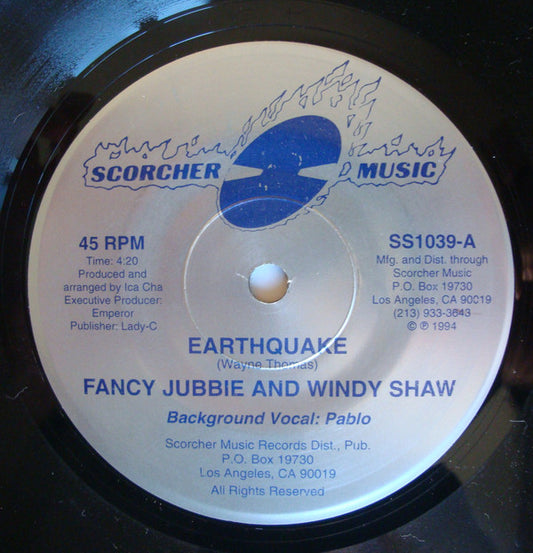 SCORCHER MUSIC
45 RPM
Time: 4:20
Produced and
arranged by Ica Cha
Executive Producer:
Emperor
Publisher: Lady-C
SS1039-A
Mfg. and Dist. through
Scorcher Music
P.O. Box 19730
Los Angeles, CA 90019
(213) 933-3643
© ℗ 1994
EARTHQUAKE
(Wayne Thomas)
FANCY JUBBIE AND WINDY SHAW
Background Vocal: Pablo
Scorcher Music Records Dist., Pub.
P.O. Box 19730
Los Angeles, CA 90019
All Rights Reserved